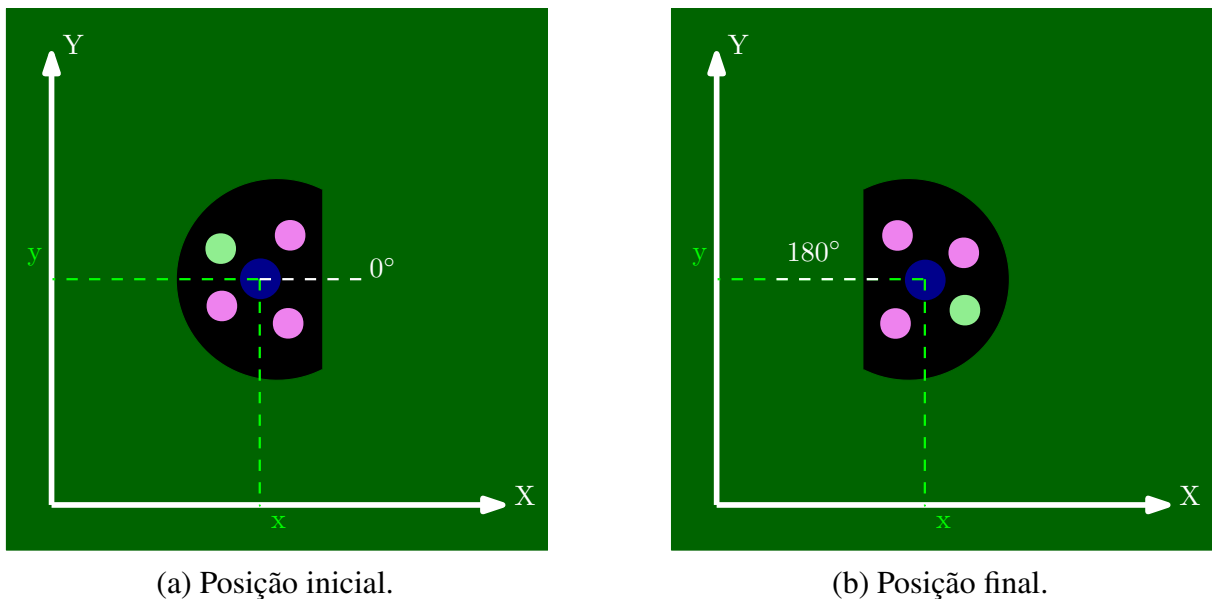 Y
y
0°
X
x
(a) Posição inicial.
Y
y
180°
X
x
(b) Posição final.